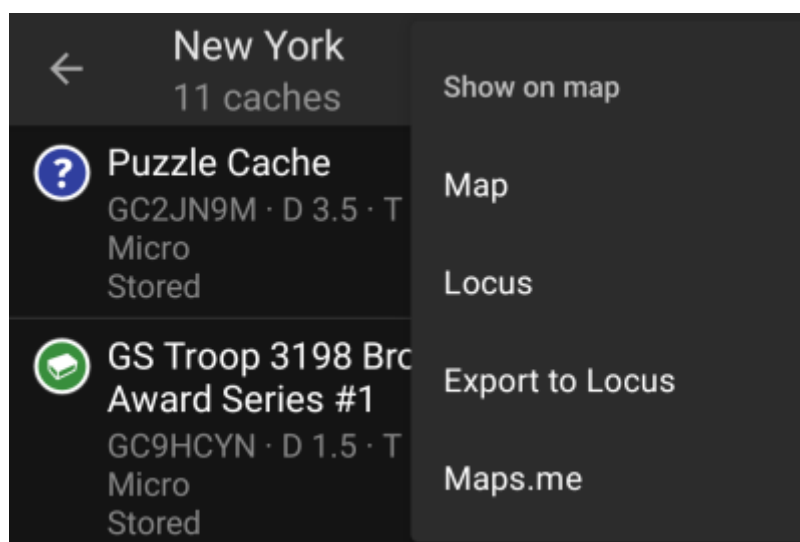 New York
11 caches
? Puzzle Cache
GC2JN9M · D 3.5 · T
Micro
Stored
GS Troop 3198
Award Series #1
GC9HCYN · D 1.5 · T
Micro
Stored
Show on map
Map
Locus
Export to Locus
Maps.me